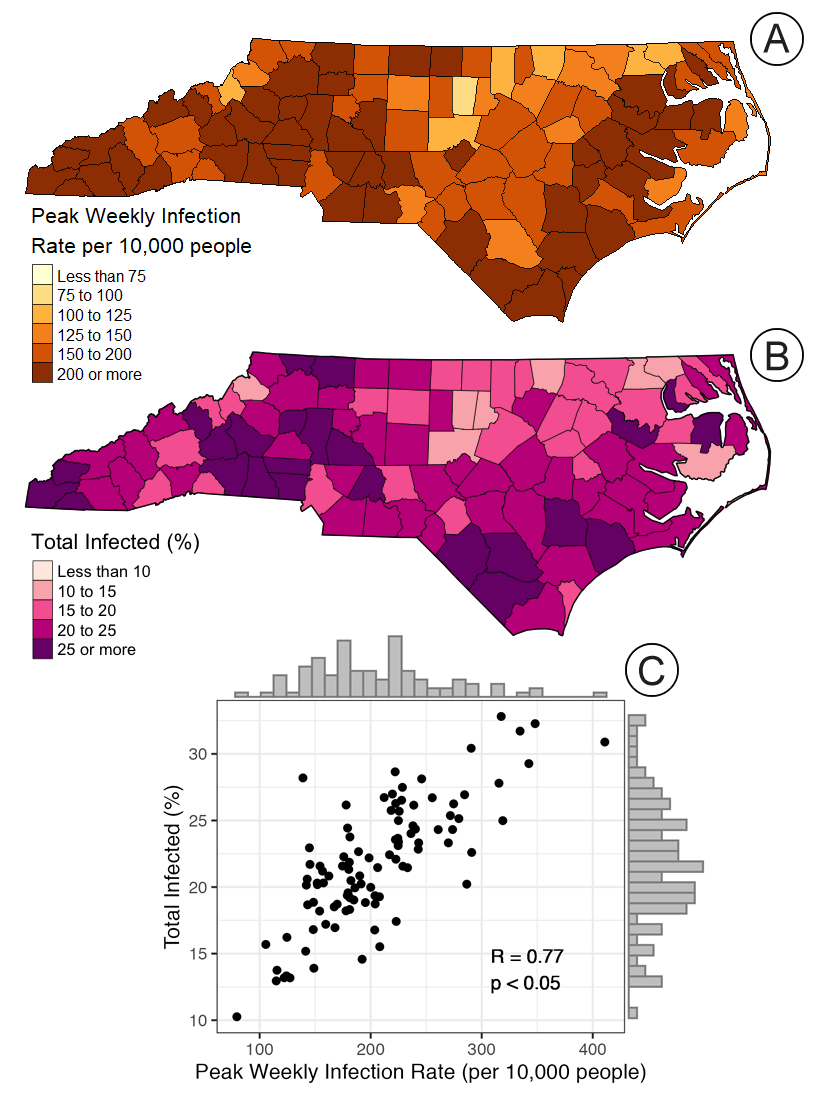 A
Peak Weekly Infection
Rate per 10,000 people
Less than 75
75 to 100
100 to 125
125 to 150
150 to 200
200 or more
B
Total Infected (%)
Less than 10
10 to 15
15 to 20
20 to 25
25 or more
C
30
25
20
15
10
Total Infected (%)
R = 0.77
p < 0.05
100
200
300
400
Peak Weekly Infection Rate (per 10,000 people)